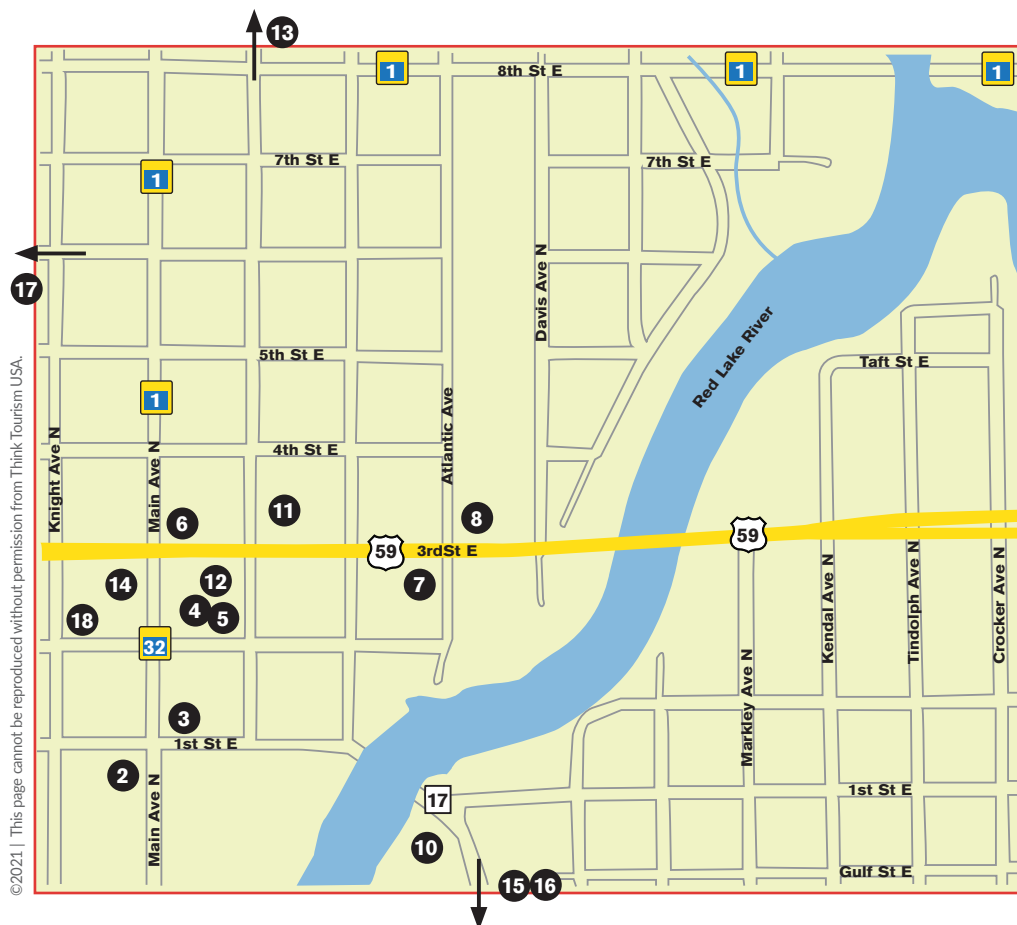 13
1
1
1
8th St E
7th St E
7th St E
1
17
Davis Ave N
Red Lake River
5th St E
Taft St E
1
Atlantic Ave
4th St E
Knight Ave N
Main Ave N
6
11
8
59
3rdSt E
59
14
12
7
4
5
18
32
Kendal Ave N
Tindolph Ave N
Crocker Ave N
Markley Ave N
3
1st St E
2
Main Ave N
17
1st St E
10
Gulf St E
15
16
©2021 | This page cannot be reproduced without permission from Think Tourism USA.